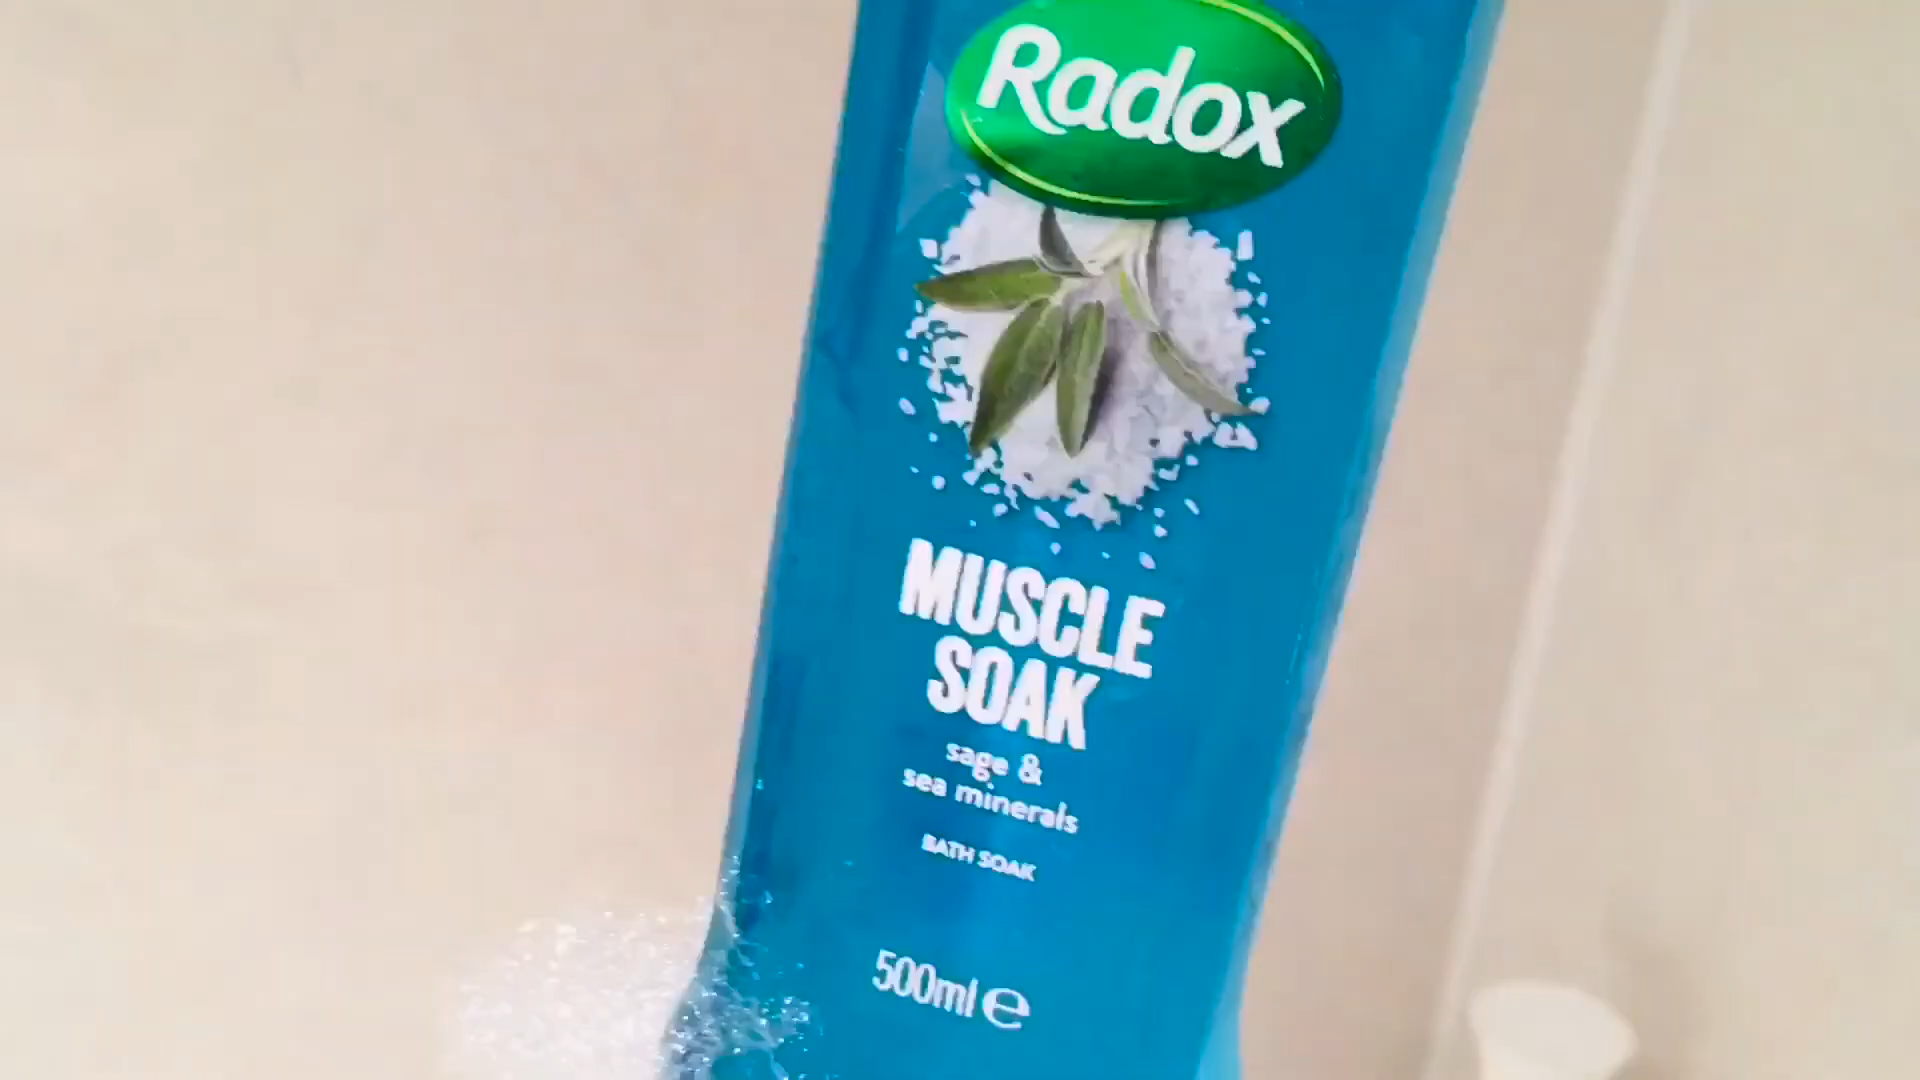 Radox
MUSCLE
SOAK
sage &
sea minerals
BATH SOAK
500ml ℮